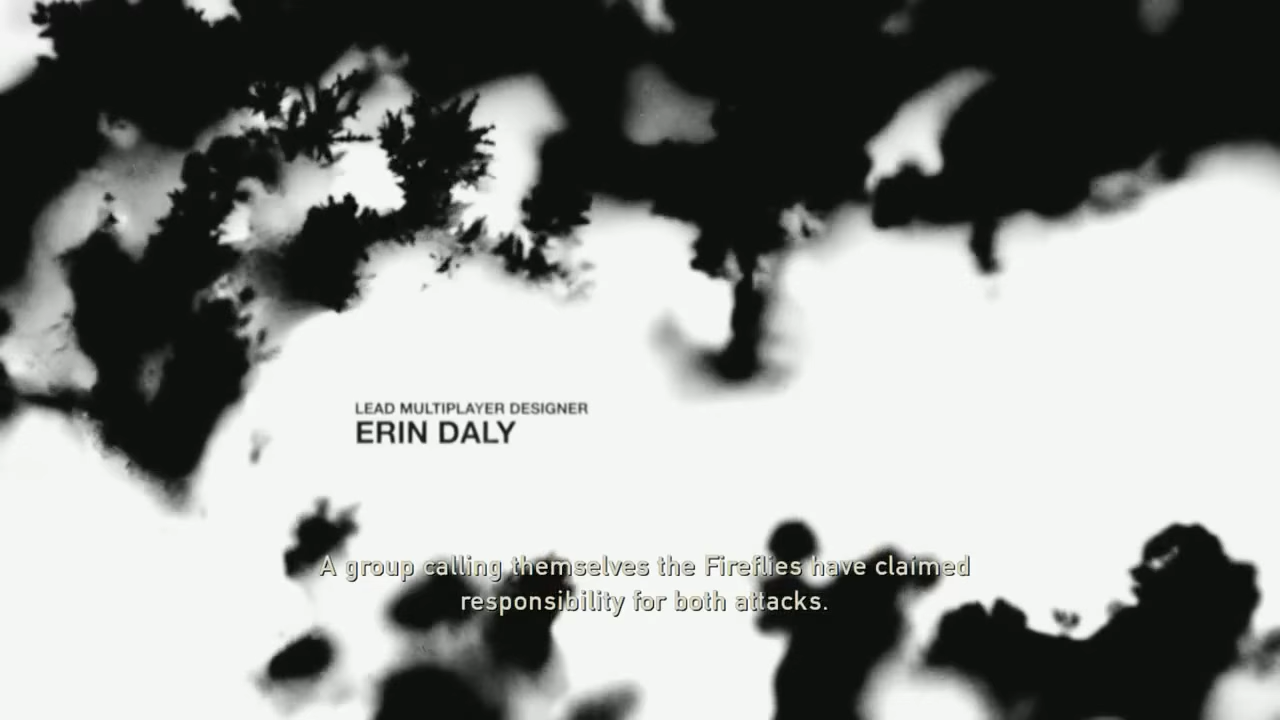 LEAD MULTIPLAYER DESIGNER
ERIN DALY
A group calling themselves the Fireflies have claimed
responsibility for both attacks.